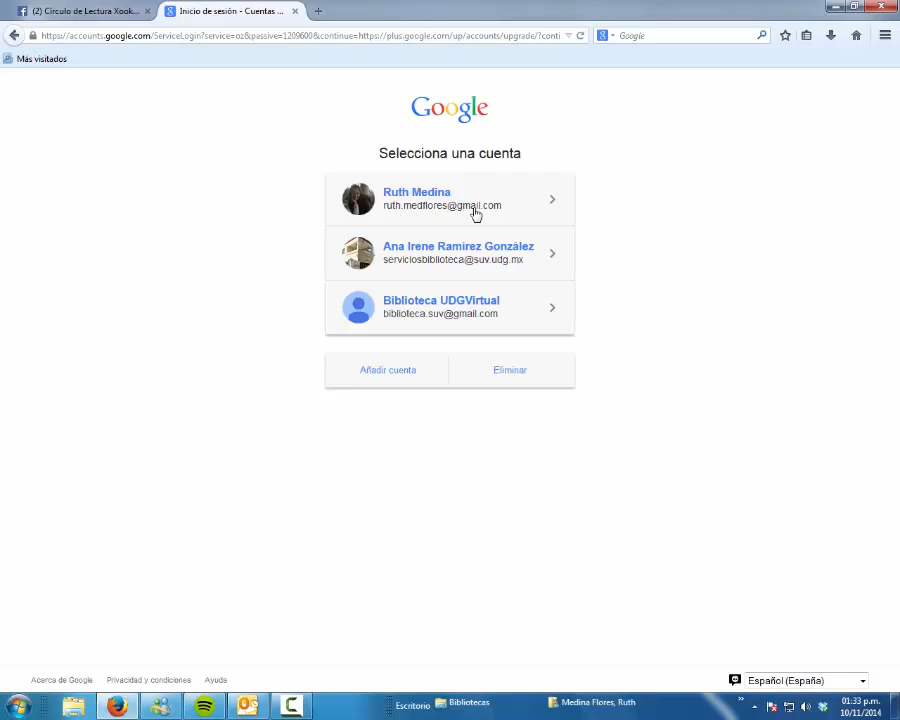 (2) Círculo de Lectura Xook...
Inicio de sesión - Cuentas ...
https://accounts.google.com/ServiceLogin?service=oz&passive=1209600&continue=https://plus.google.com/up/accounts/upgrade/?conti
Google
Más visitados
Google
Selecciona una cuenta
Ruth Medina
ruth.medflores@gmail.com
Ana Irene Ramírez González
serviciosbiblioteca@suv.udg.mx
Biblioteca UDGVirtual
biblioteca.suv@gmail.com
Añadir cuenta
Eliminar
Acerca de Google
Privacidad y condiciones
Ayuda
Español (España)
Escritorio
Bibliotecas
Medina Flores, Ruth
01:33 p.m.
10/11/2014